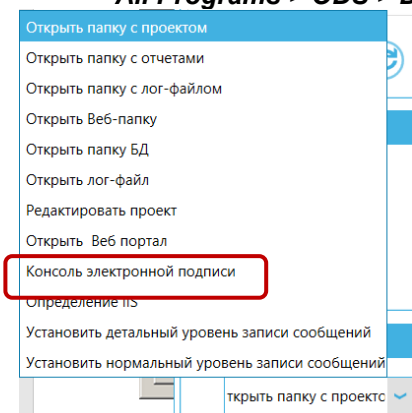 All Programs > ODS >
Открыть папку с проектом
Открыть папку с отчетами
Открыть папку с лог-файлом
Открыть Веб-папку
Открыть папку БД
Открыть лог-файл
Редактировать проект
Открыть Веб портал
Консоль электронной подписи
Определение IIS
Установить детальный уровень записи сообщений
Установить нормальный уровень записи сообщений
ткрыть папку с проектс